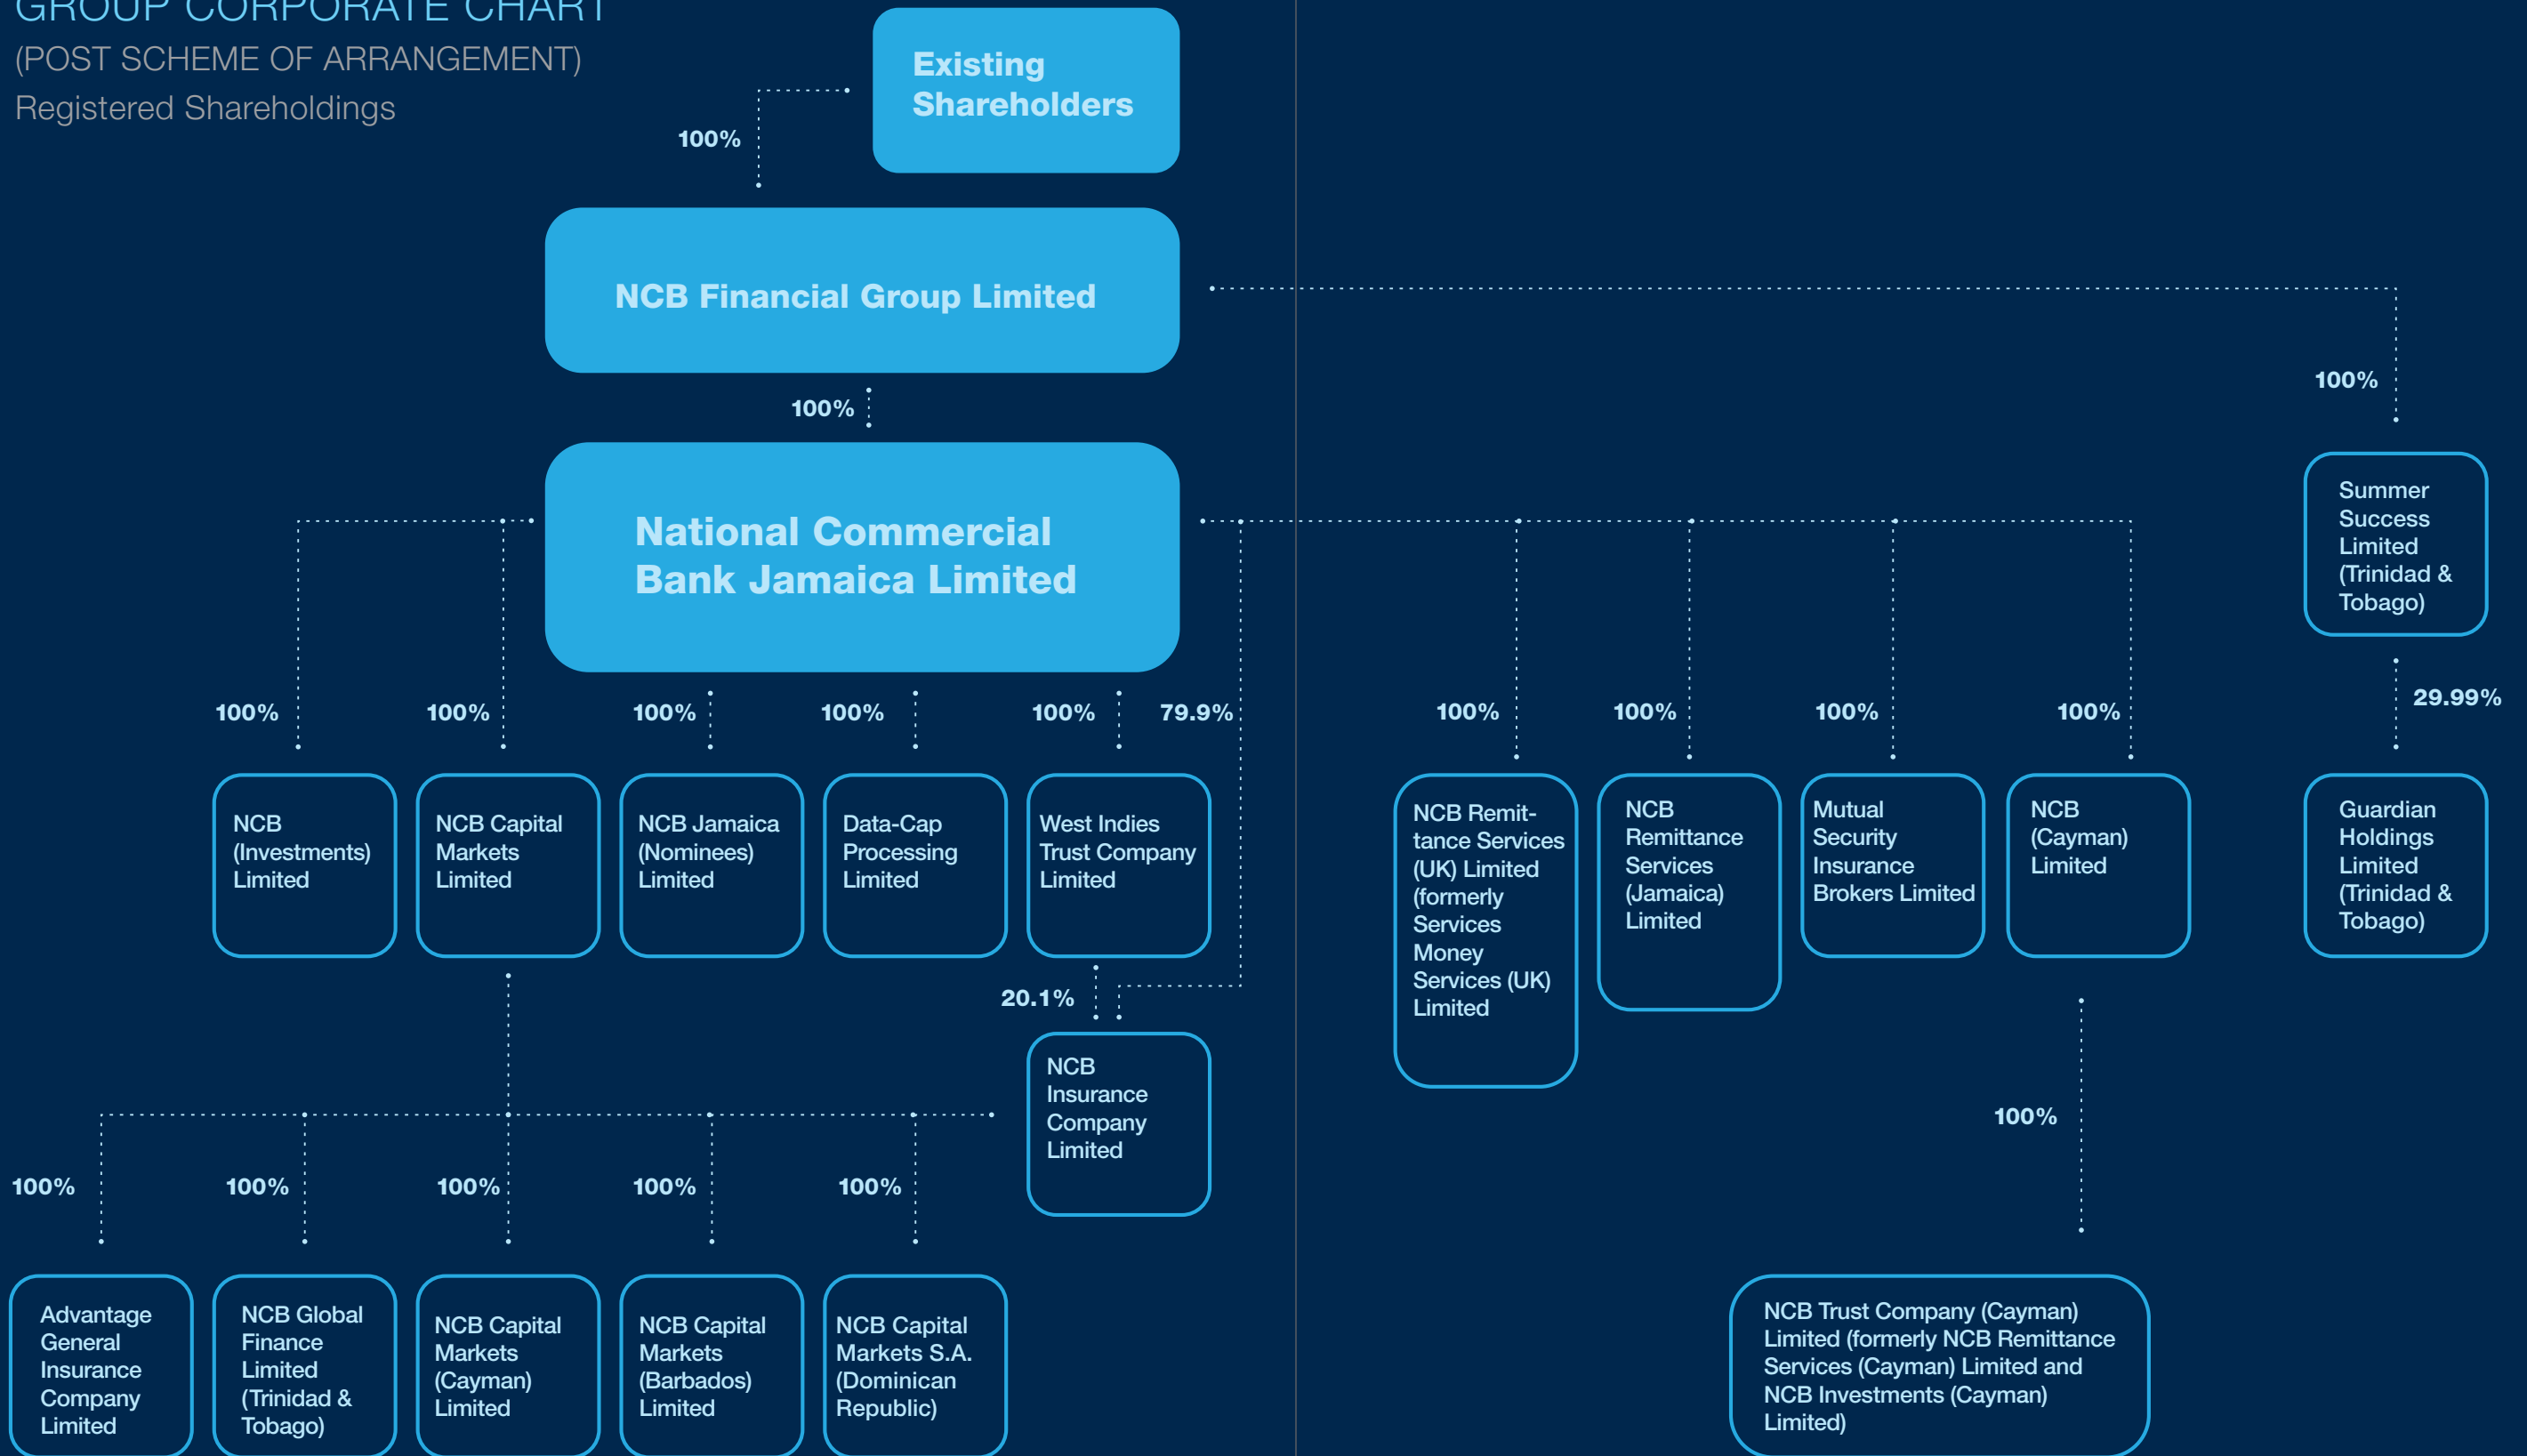 GROUP CORPORATE CHART
(POST SCHEME OF ARRANGEMENT)
Registered Shareholdings
Existing
Shareholders
100%
NCB Financial Group Limited
100%
100%
National Commercial
Bank Jamaica Limited
Summer
Success
Limited
(Trinidad &
Tobago)
100%
100%
100%
100%
100%
79.9%
100%
100%
100%
100%
29.99%
NCB
(Investments)
Limited
NCB Capital
Markets
Limited
NCB Jamaica
(Nominees)
Limited
Data-Cap
Processing
Limited
West Indies
Trust Company
Limited
NCB Remit-
tance Services
(UK) Limited
(formerly
Services
Money
Services (UK)
Limited
NCB
Remittance
Services
(Jamaica)
Limited
Mutual
Security
Insurance
Brokers Limited
NCB
(Cayman)
Limited
Guardian
Holdings
Limited
(Trinidad &
Tobago)
20.1%
NCB
Insurance
Company
Limited
100%
100%
100%
100%
100%
100%
Advantage
General
Insurance
Company
Limited
NCB Global
Finance
Limited
(Trinidad &
Tobago)
NCB Capital
Markets
(Cayman)
Limited
NCB Capital
Markets
(Barbados)
Limited
NCB Capital
Markets S.A.
(Dominican
Republic)
NCB Trust Company (Cayman)
Limited (formerly NCB Remittance
Services (Cayman) Limited and
NCB Investments (Cayman)
Limited)